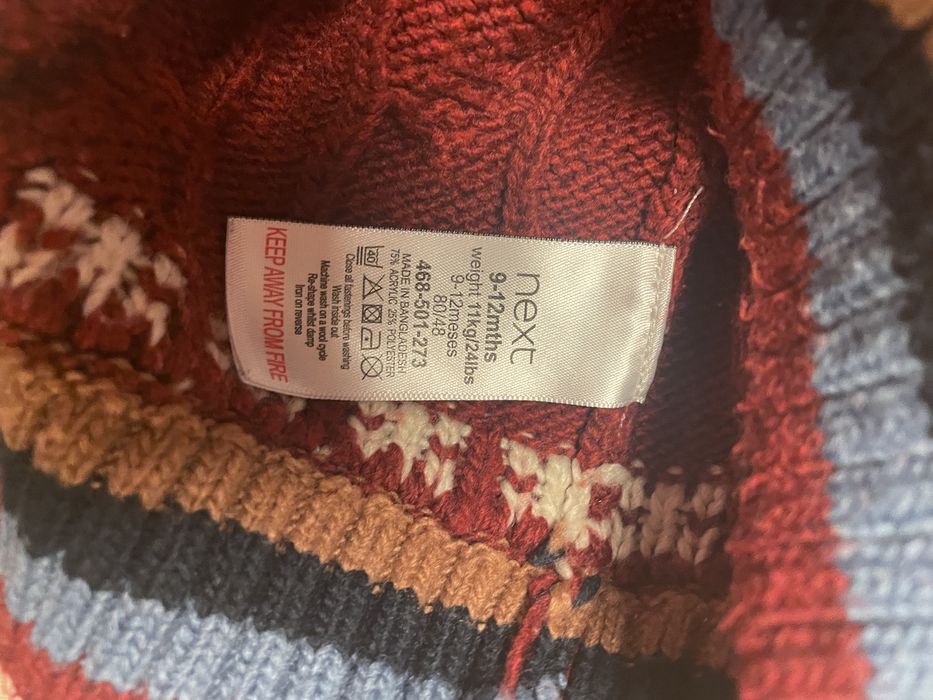 next
9-12mths
weight 11kg/24lbs
9-12meses
80/48
468-501-273
MADE IN BANGLADESH
75% ACRYLIC 25% POLYESTER
40
Close all fastenings before washing
Wash inside out
Machine wash on a wool cycle
Re-shape whilst damp
Iron on reverse
KEEP AWAY FROM FIRE